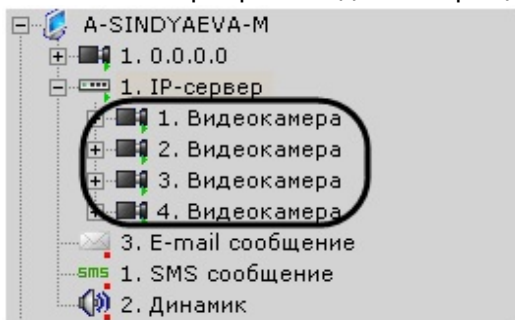 A-SINDYAEVA-M
1. 0.0.0.0
1. IP-сервер
1. Видеокамера
2. Видеокамера
3. Видеокамера
4. Видеокамера
3. E-mail сообщение
sms 1. SMS сообщение
2. Динамик